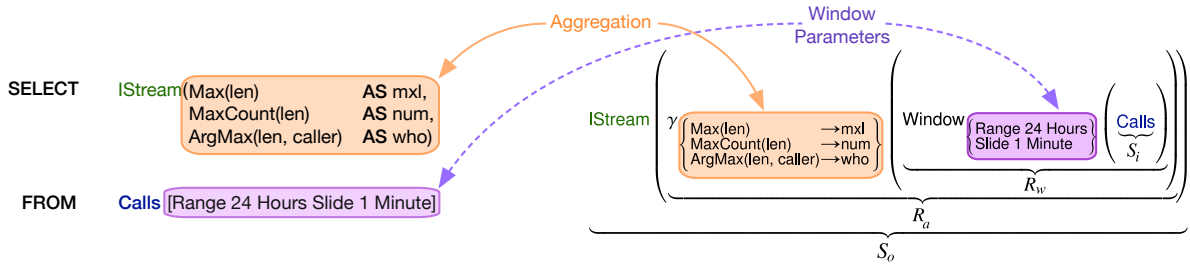 Aggregation
Window
Parameters
SELECT IStream(Max(len) AS mxl,
MaxCount(len) AS num,
ArgMax(len, caller) AS who)
FROM Calls [Range 24 Hours Slide 1 Minute]
IStream ( γ { Max(len) →mxl
MaxCount(len) →num
ArgMax(len, caller)→who } ( Window { Range 24 Hours
Slide 1 Minute } ( Calls ) ) )
S_i
R_w
R_a
S_o